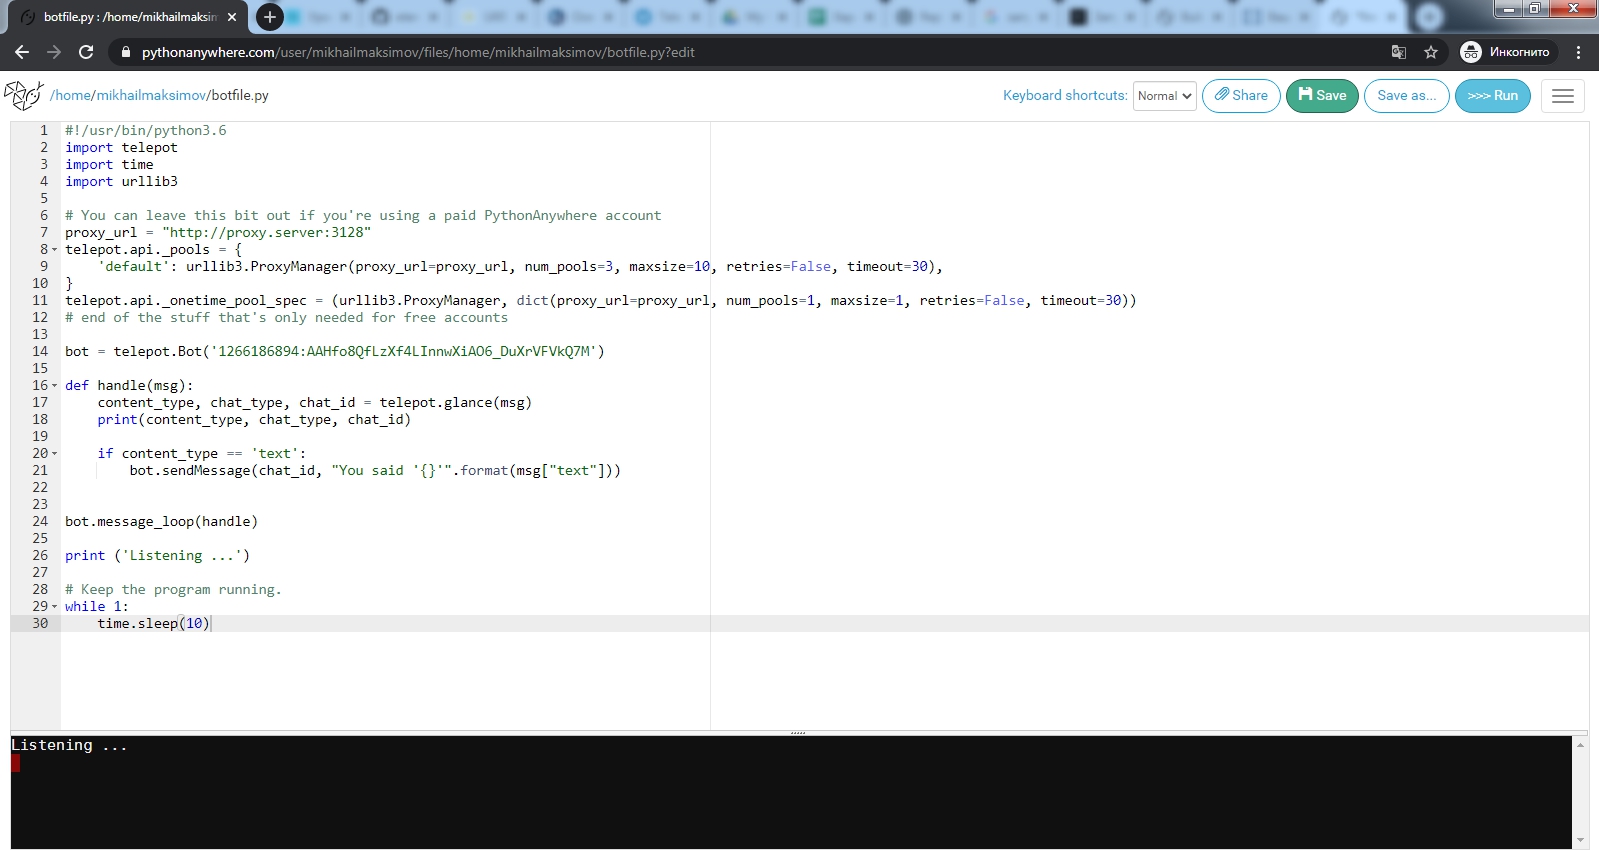 botfile.py : /home/mikhailmaksim
pythonanywhere.com/user/mikhailmaksimov/files/home/mikhailmaksimov/botfile.py?edit
Инкогнито
/home/mikhailmaksimov/botfile.py
Keyboard shortcuts: Normal Share Save Save as... >>> Run
1 #!/usr/bin/python3.6
2 import telepot
3 import time
4 import urllib3
5
6 # You can leave this bit out if you're using a paid PythonAnywhere account
7 proxy_url = "http://proxy.server:3128"
8 telepot.api._pools = {
9     'default': urllib3.ProxyManager(proxy_url=proxy_url, num_pools=3, maxsize=10, retries=False, timeout=30),
10 }
11 telepot.api._onetime_pool_spec = (urllib3.ProxyManager, dict(proxy_url=proxy_url, num_pools=1, maxsize=1, retries=False, timeout=30))
12 # end of the stuff that's only needed for free accounts
13
14 bot = telepot.Bot('1266186894:AAHfo8QfLzXf4LInnwXiAO6_DuXrVFVkQ7M')
15
16 def handle(msg):
17     content_type, chat_type, chat_id = telepot.glance(msg)
18     print(content_type, chat_type, chat_id)
19
20     if content_type == 'text':
21         bot.sendMessage(chat_id, "You said '{}'".format(msg["text"]))
22
23
24 bot.message_loop(handle)
25
26 print ('Listening ...')
27
28 # Keep the program running.
29 while 1:
30     time.sleep(10)
Listening ...